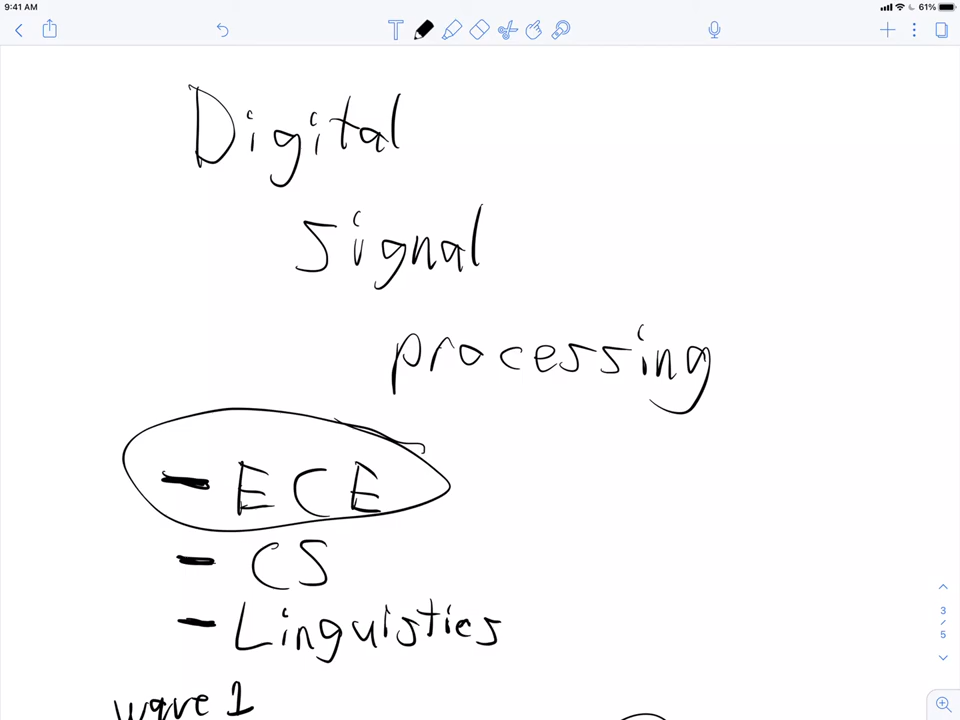 9:41 AM
61%
T
Digital
signal
processing
- ECE
- CS
- Linguistics
3
/
5
wave 1